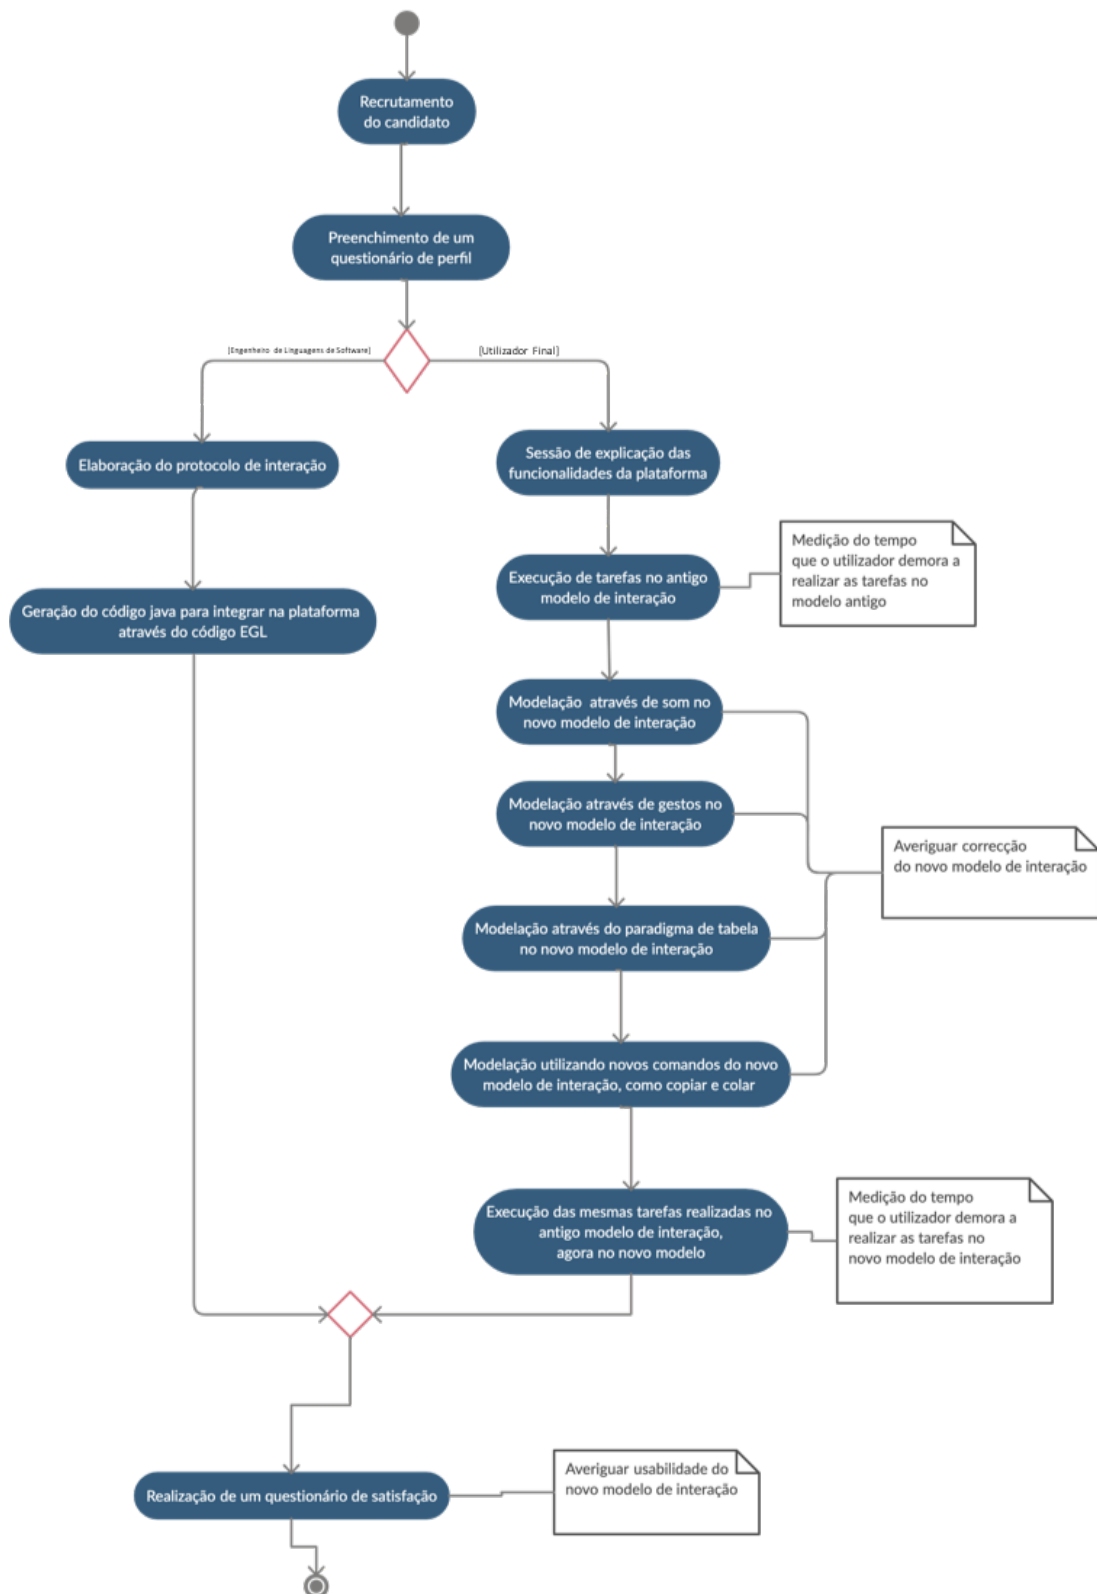 Recrutamento
do candidato
Preenchimento de um
questionário de perfil
[Engenheiro de Linguagens de Software]
[Utilizador Final]
Elaboração do protocolo de interação
Geração do código java para integrar na plataforma
através do código EGL
Sessão de explicação das
funcionalidades da plataforma
Execução de tarefas no antigo
modelo de interação
Medição do tempo
que o utilizador demora a
realizar as tarefas no
modelo antigo
Modelação através de som no
novo modelo de interação
Modelação através de gestos no
novo modelo de interação
Averiguar correcção
do novo modelo de interação
Modelação através do paradigma de tabela
no novo modelo de interação
Modelação utilizando novos comandos do novo
modelo de interação, como copiar e colar
Execução das mesmas tarefas realizadas no
antigo modelo de interação,
agora no novo modelo
Medição do tempo
que o utilizador demora a
realizar as tarefas no
novo modelo de interação
Realização de um questionário de satisfação
Averiguar usabilidade do
novo modelo de interação